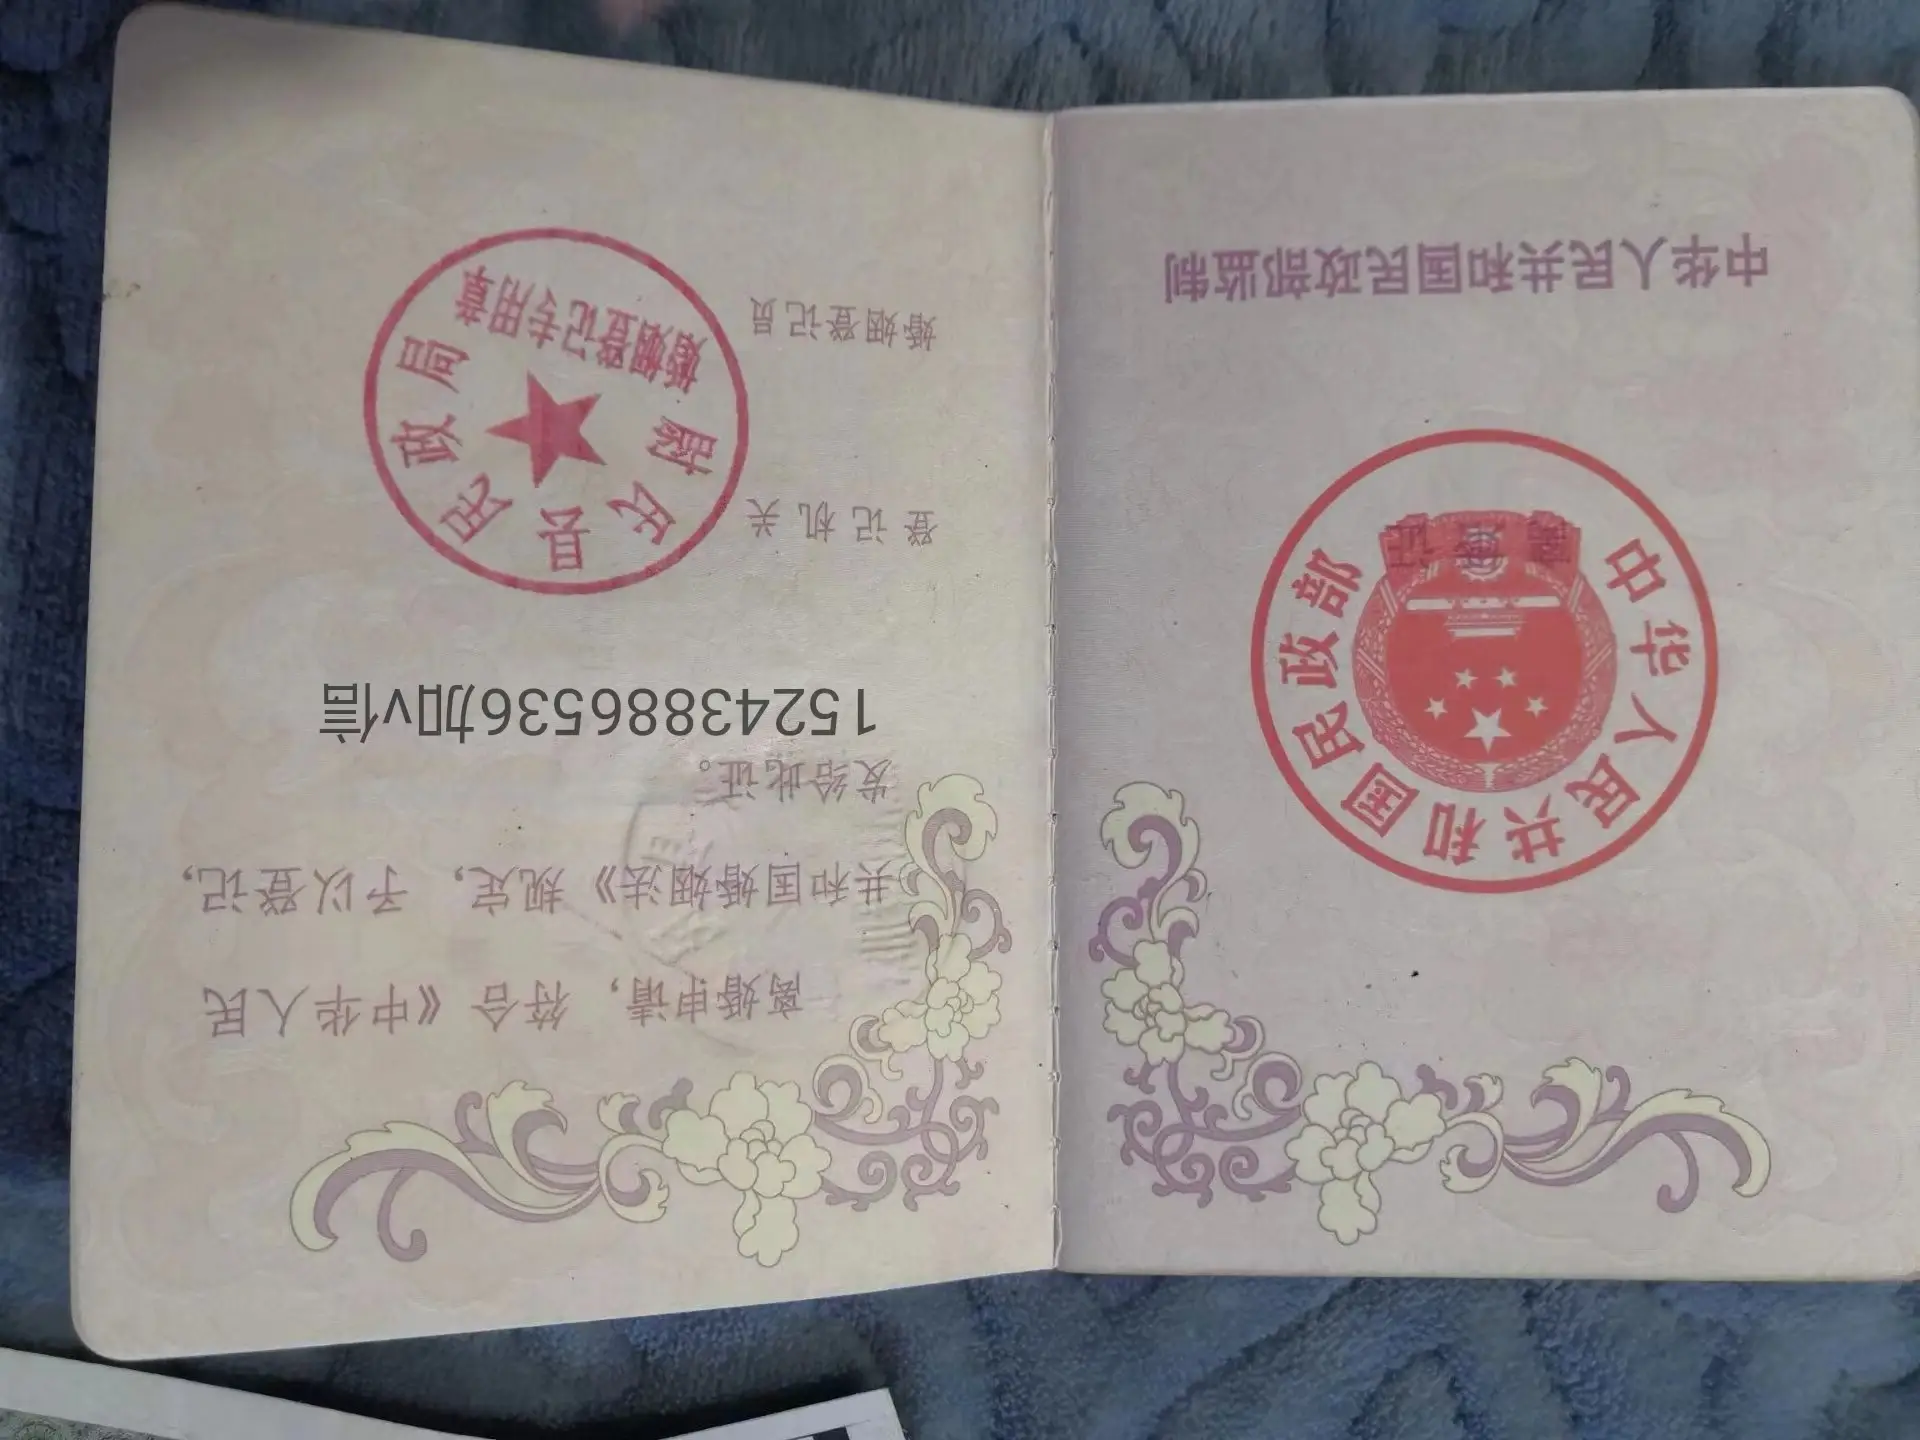 中华人民共和国民政部监制
中华人民共和国民政部
离婚证
离婚申请，符合《中华人民
共和国婚姻法》规定，予以登记，
发给此证。
15243886536加v信
登记机关
婚姻登记员
尉氏县民政局
婚姻登记专用章